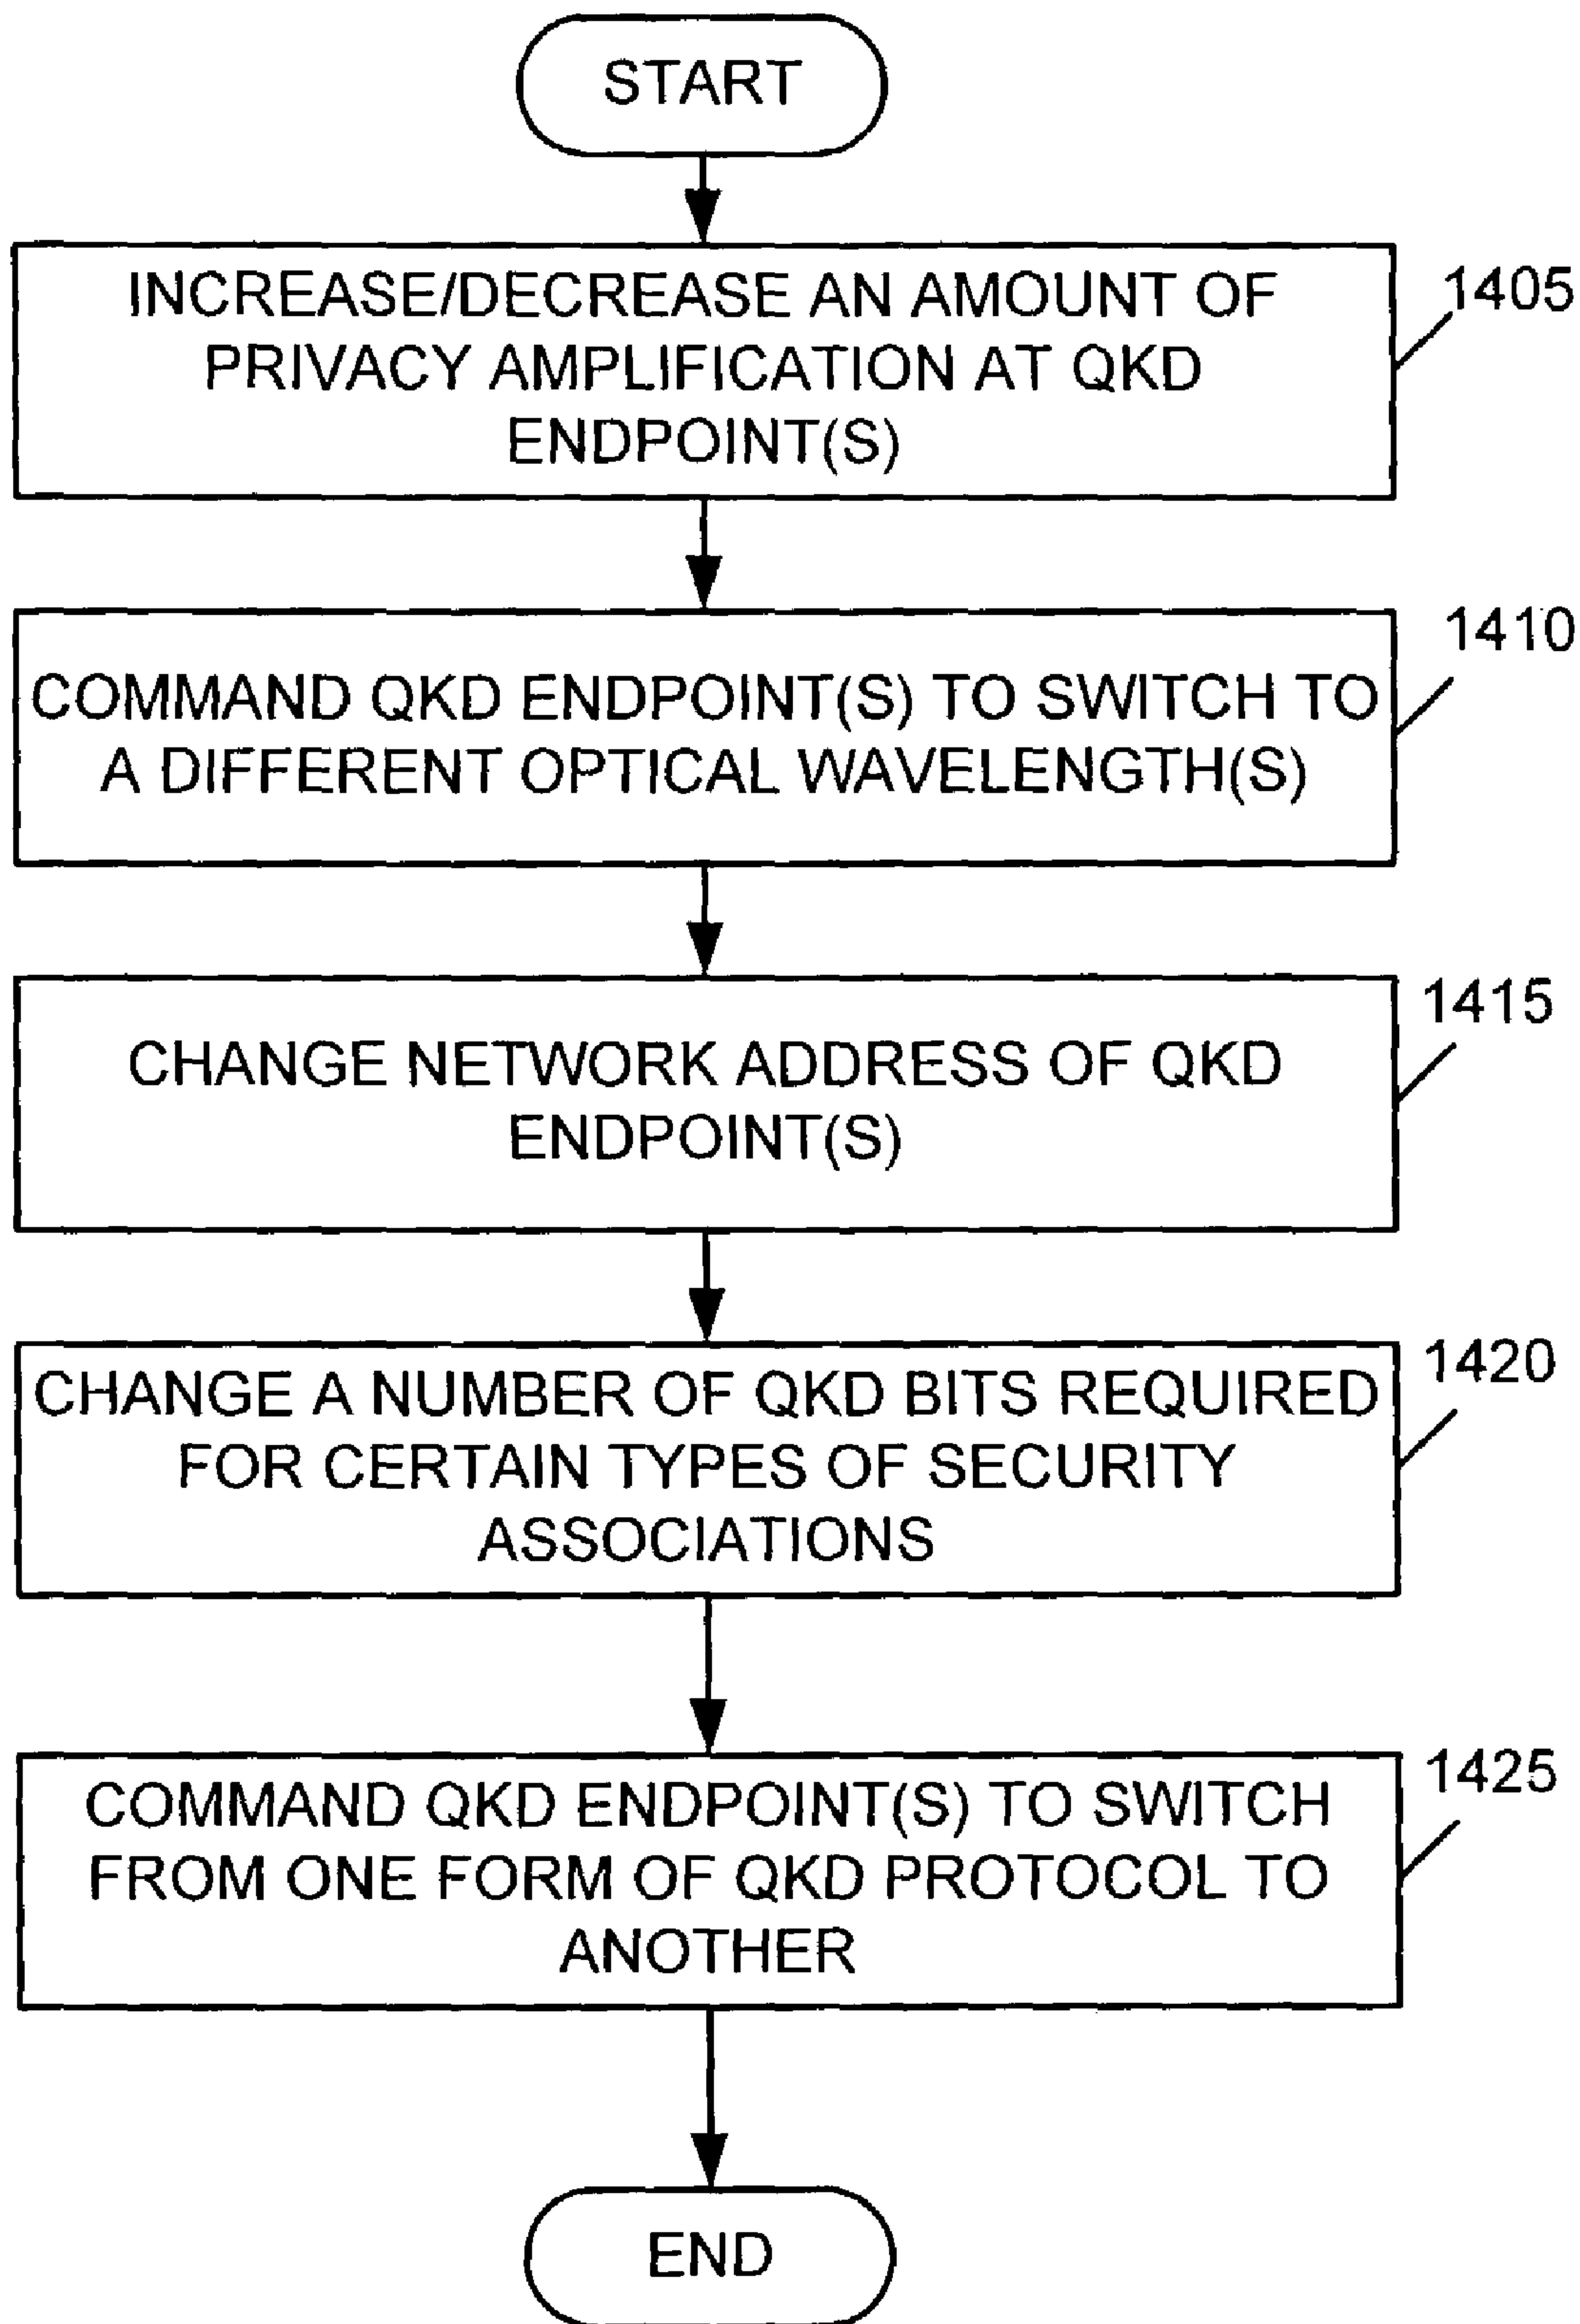 START
INCREASE/DECREASE AN AMOUNT OF
PRIVACY AMPLIFICATION AT QKD
ENDPOINT(S)
1405
COMMAND QKD ENDPOINT(S) TO SWITCH TO
A DIFFERENT OPTICAL WAVELENGTH(S)
1410
CHANGE NETWORK ADDRESS OF QKD
ENDPOINT(S)
1415
CHANGE A NUMBER OF QKD BITS REQUIRED
FOR CERTAIN TYPES OF SECURITY
ASSOCIATIONS
1420
COMMAND QKD ENDPOINT(S) TO SWITCH
FROM ONE FORM OF QKD PROTOCOL TO
ANOTHER
1425
END